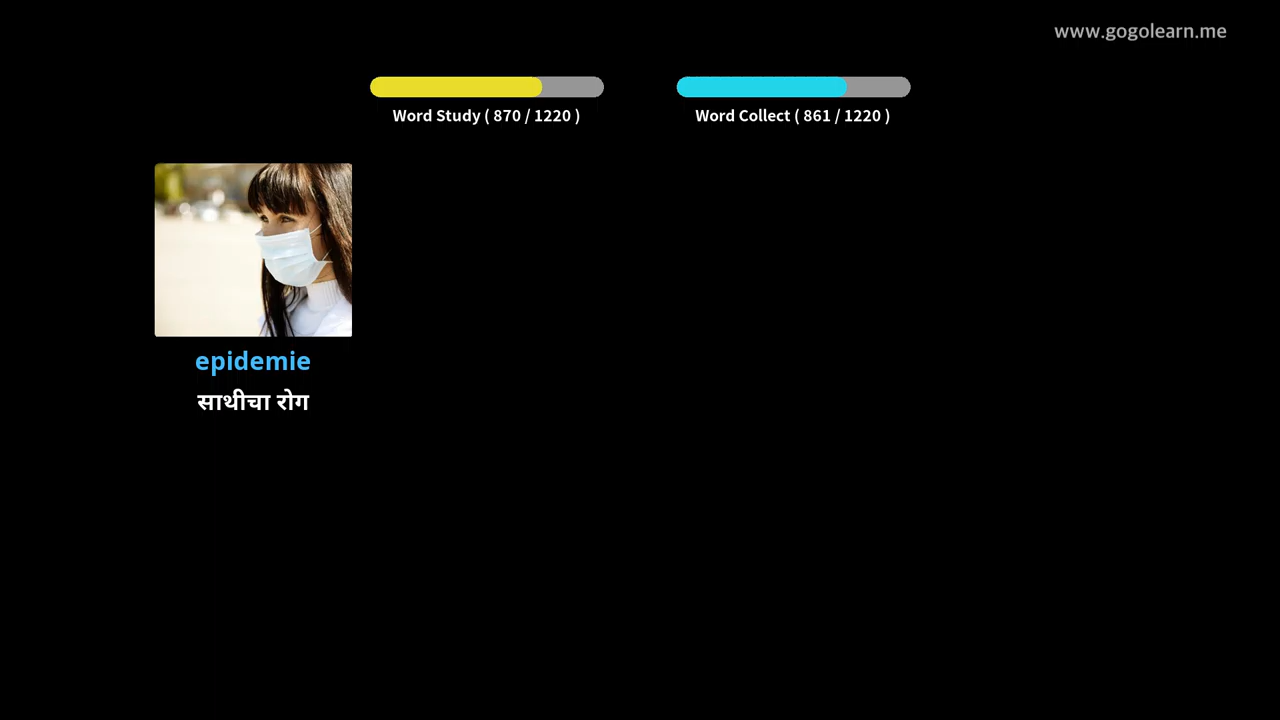 www.gogolearn.me
Word Study ( 870 / 1220 )
Word Collect ( 861 / 1220 )
epidemie
साथीचा रोग